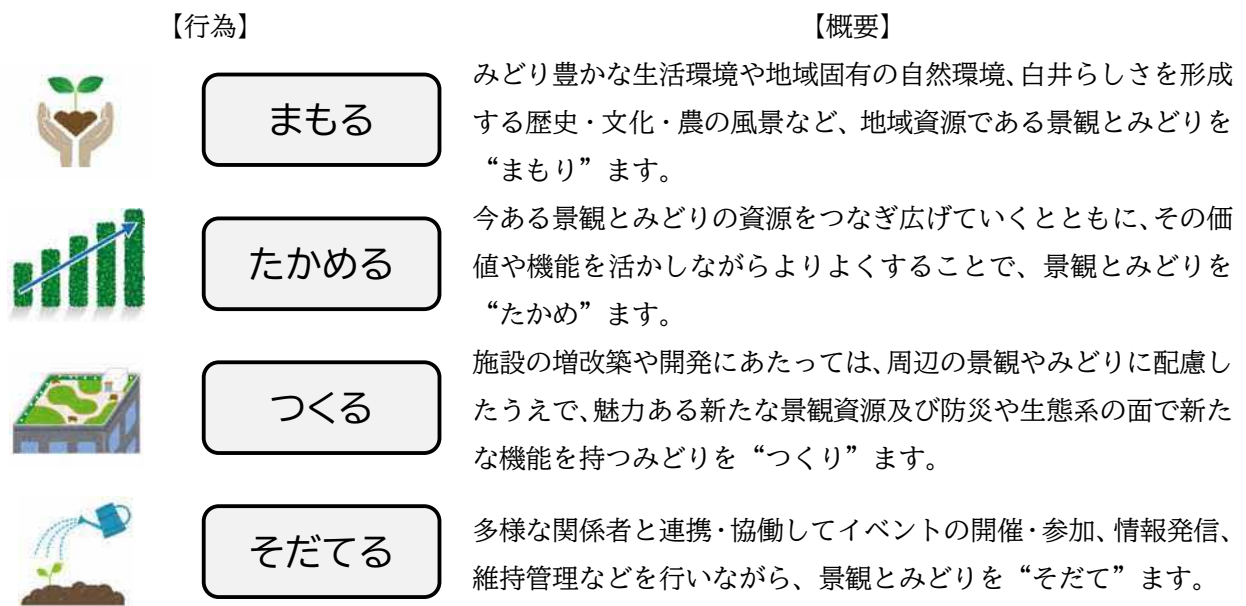 【行為】
【概要】
まもる
みどり豊かな生活環境や地域固有の自然環境、白井らしさを形成
する歴史・文化・農の風景など、地域資源である景観とみどりを
“まもり”ます。
たかめる
今ある景観とみどりの資源をつなぎ広げていくとともに、その価
値や機能を活かしながらよりよくすることで、景観とみどりを
“たかめ”ます。
つくる
施設の増改築や開発にあたっては、周辺の景観やみどりに配慮し
たうえで、魅力ある新たな景観資源及び防災や生態系の面で新た
な機能を持つみどりを“つくり”ます。
そだてる
多様な関係者と連携・協働してイベントの開催・参加、情報発信、
維持管理などを行いながら、景観とみどりを“そだて”ます。